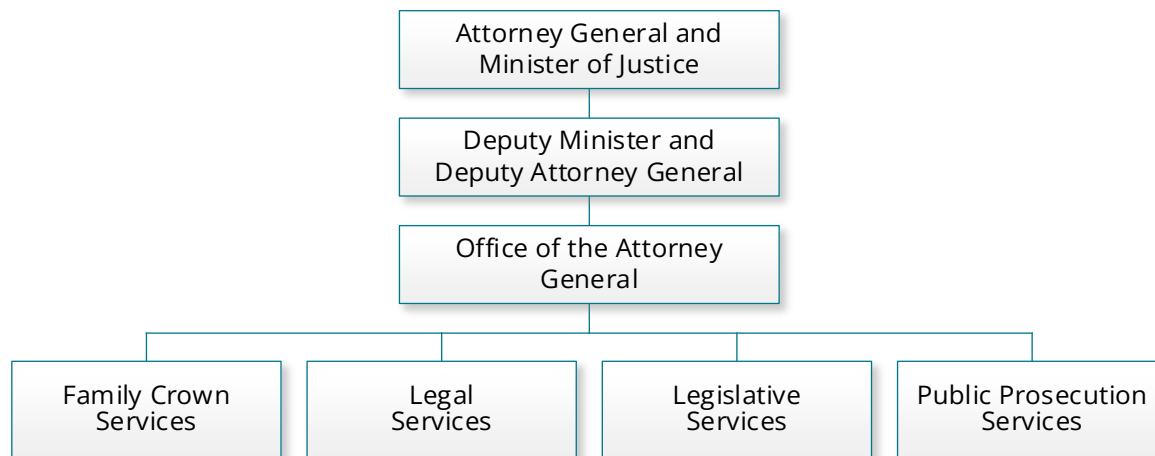 Attorney General and
Minister of Justice
Deputy Minister and
Deputy Attorney General
Office of the Attorney
General
Family Crown
Services
Legal
Services
Legislative
Services
Public Prosecution
Services